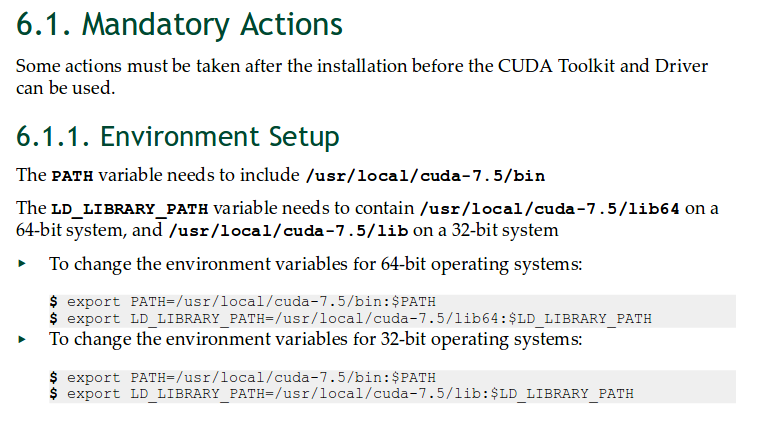 6.1. Mandatory Actions
Some actions must be taken after the installation before the CUDA Toolkit and Driver
can be used.
6.1.1. Environment Setup
The PATH variable needs to include /usr/local/cuda-7.5/bin
The LD_LIBRARY_PATH variable needs to contain /usr/local/cuda-7.5/lib64 on a
64-bit system, and /usr/local/cuda-7.5/lib on a 32-bit system
▸ To change the environment variables for 64-bit operating systems:
$ export PATH=/usr/local/cuda-7.5/bin:$PATH
$ export LD_LIBRARY_PATH=/usr/local/cuda-7.5/lib64:$LD_LIBRARY_PATH
▸ To change the environment variables for 32-bit operating systems:
$ export PATH=/usr/local/cuda-7.5/bin:$PATH
$ export LD_LIBRARY_PATH=/usr/local/cuda-7.5/lib:$LD_LIBRARY_PATH